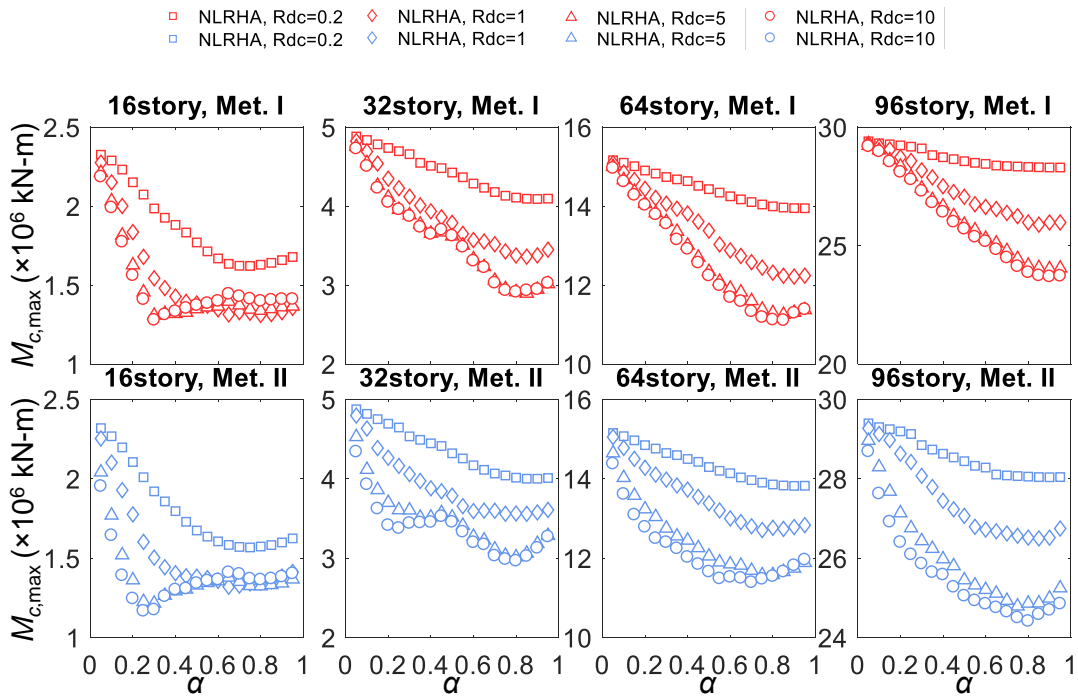 NLRHA, Rdc=0.2 NLRHA, Rdc=1 NLRHA, Rdc=5 NLRHA, Rdc=10
NLRHA, Rdc=0.2 NLRHA, Rdc=1 NLRHA, Rdc=5 NLRHA, Rdc=10
16story, Met. I 32story, Met. I 64story, Met. I 96story, Met. I
M_c,max (×10⁶ kN-m)
2.5 5 16 30
2 4 14
25
1.5 3 12
1 2 10 20
16story, Met. II 32story, Met. II 64story, Met. II 96story, Met. II
M_c,max (×10⁶ kN-m)
2.5 5 16 30
28
2 4 14
26
1.5 3 12
1 2 10 24
0 0.2 0.4 0.6 0.8 1 0 0.2 0.4 0.6 0.8 1 0 0.2 0.4 0.6 0.8 1 0 0.2 0.4 0.6 0.8 1
α α α α